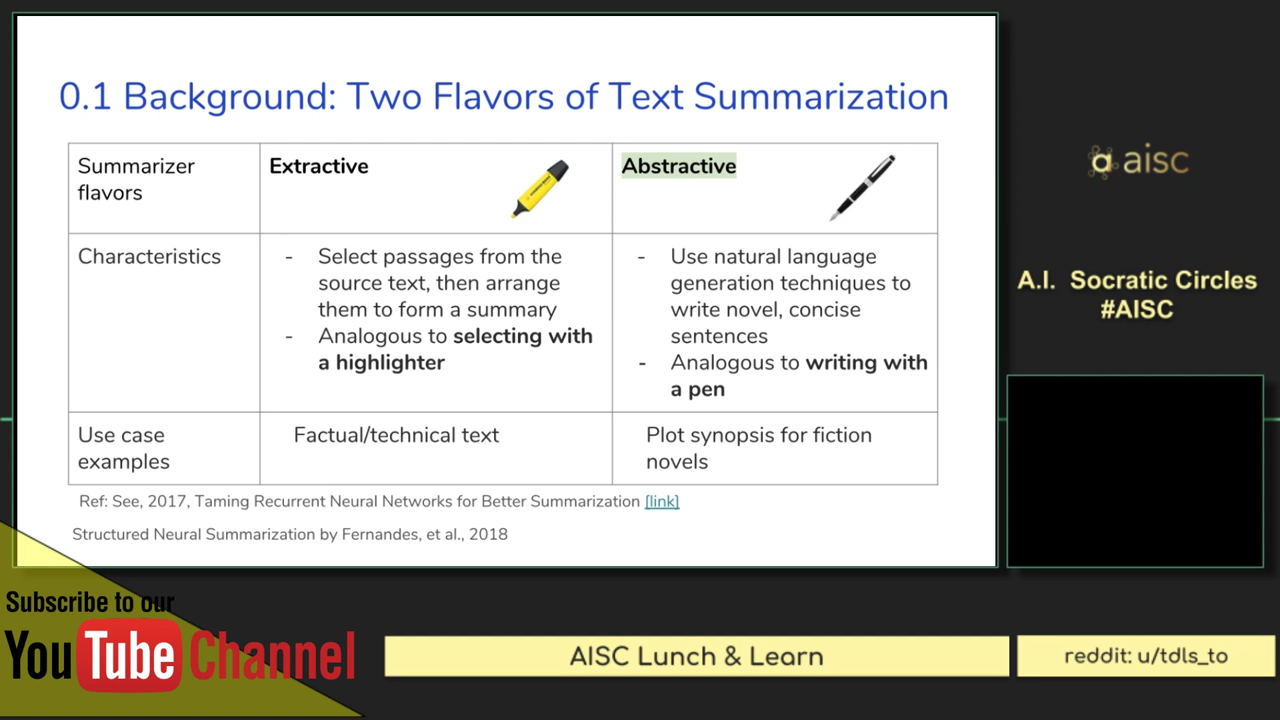 0.1 Background: Two Flavors of Text Summarization
Summarizer
flavors
Extractive
Abstractive
Characteristics
- Select passages from the
source text, then arrange
them to form a summary
- Analogous to selecting with
a highlighter
- Use natural language
generation techniques to
write novel, concise
sentences
- Analogous to writing with
a pen
Use case
examples
Factual/technical text
Plot synopsis for fiction
novels
Ref: See, 2017, Taming Recurrent Neural Networks for Better Summarization [link]
Structured Neural Summarization by Fernandes, et al., 2018
aisc
A.I. Socratic Circles
#AISC
Subscribe to our
YouTube Channel
AISC Lunch & Learn
reddit: u/tdls_to